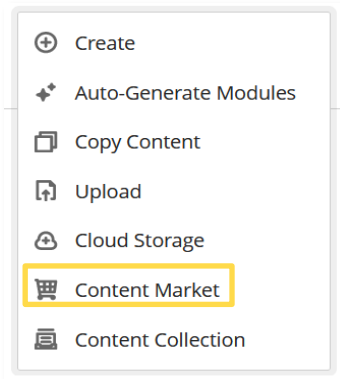 Create
Auto-Generate Modules
Copy Content
Upload
Cloud Storage
Content Market
Content Collection